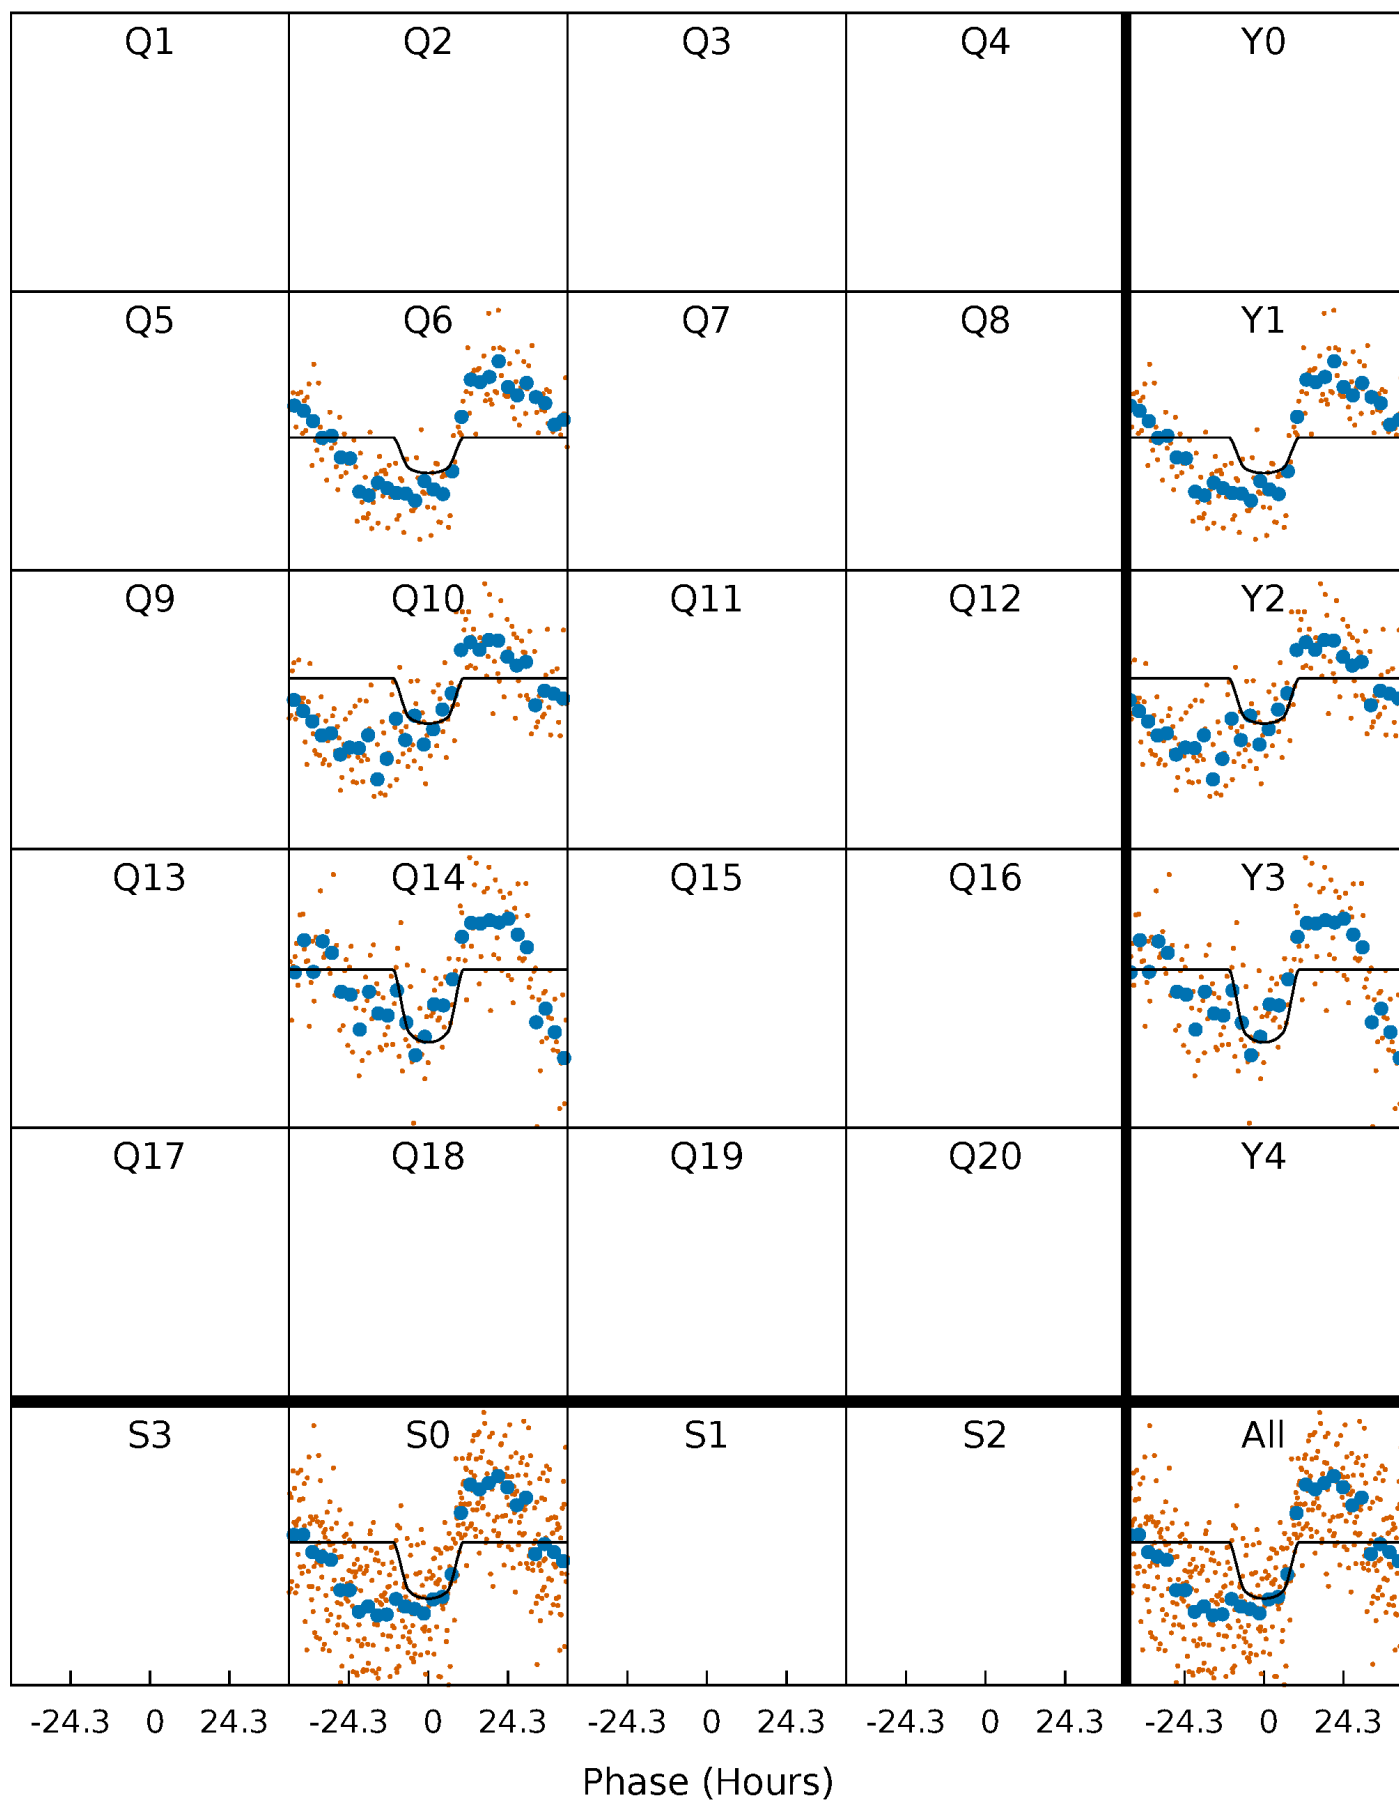 Q1 Q2 Q3 Q4 Y0
Q5 Q6 Q7 Q8 Y1
Q9 Q10 Q11 Q12 Y2
Q13 Q14 Q15 Q16 Y3
Q17 Q18 Q19 Q20 Y4
S3 S0 S1 S2 All
-24.3 0 24.3 -24.3 0 24.3 -24.3 0 24.3 -24.3 0 24.3 -24.3 0 24.3
Phase (Hours)